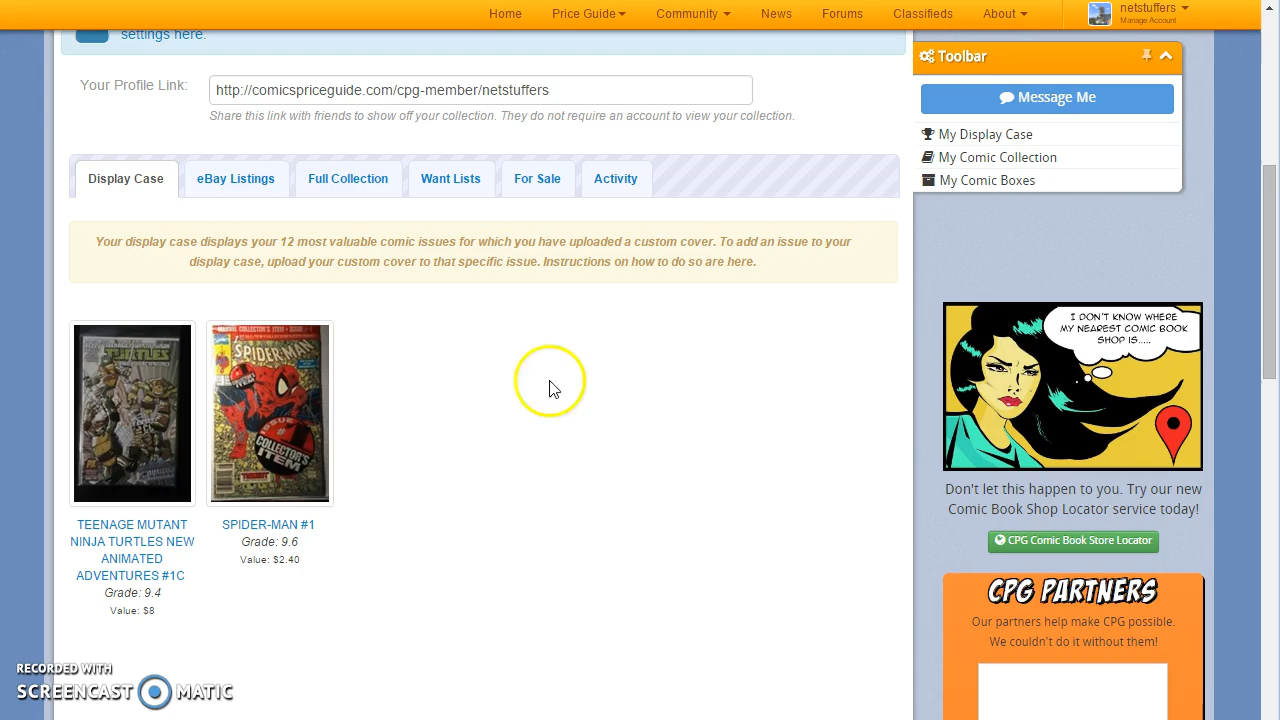 Home
Price Guide
Community
News
Forums
Classifieds
About
netstuffers
Manage Account
settings here.
Toolbar
Message Me
My Display Case
My Comic Collection
My Comic Boxes
Your Profile Link:
http://comicspriceguide.com/cpg-member/netstuffers
Share this link with friends to show off your collection. They do not require an account to view your collection.
Display Case
eBay Listings
Full Collection
Want Lists
For Sale
Activity
Your display case displays your 12 most valuable comic issues for which you have uploaded a custom cover. To add an issue to your
display case, upload your custom cover to that specific issue. Instructions on how to do so are here.
TURTLES
SPIDER-MAN
ISSUE
#1
COLLECTOR'S
ITEM
TEENAGE MUTANT
NINJA TURTLES NEW
ANIMATED
ADVENTURES #1C
Grade: 9.4
Value: $8
SPIDER-MAN #1
Grade: 9.6
Value: $2.40
I DON'T KNOW WHERE
MY NEAREST COMIC BOOK
SHOP IS.....
Don't let this happen to you. Try our new
Comic Book Shop Locator service today!
CPG Comic Book Store Locator
CPG PARTNERS
Our partners help make CPG possible.
We couldn't do it without them!
RECORDED WITH
SCREENCAST MATIC